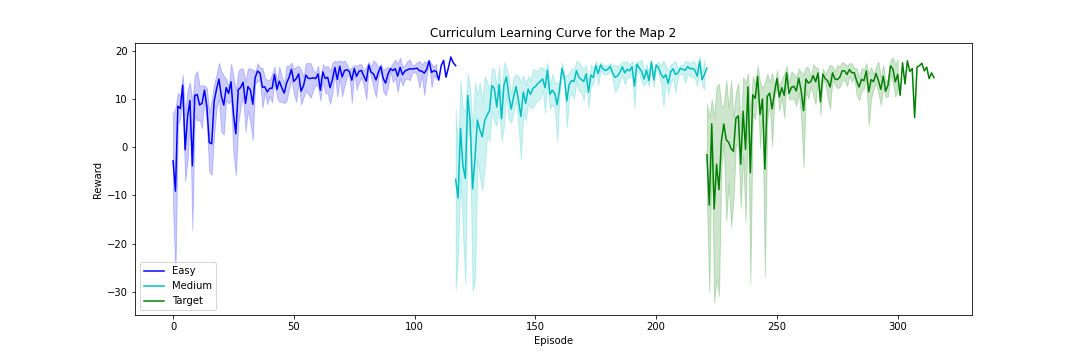 Curriculum Learning Curve for the Map 2
Reward
20
10
0
−10
−20
−30
Easy
Medium
Target
0 50 100 150 200 250 300
Episode